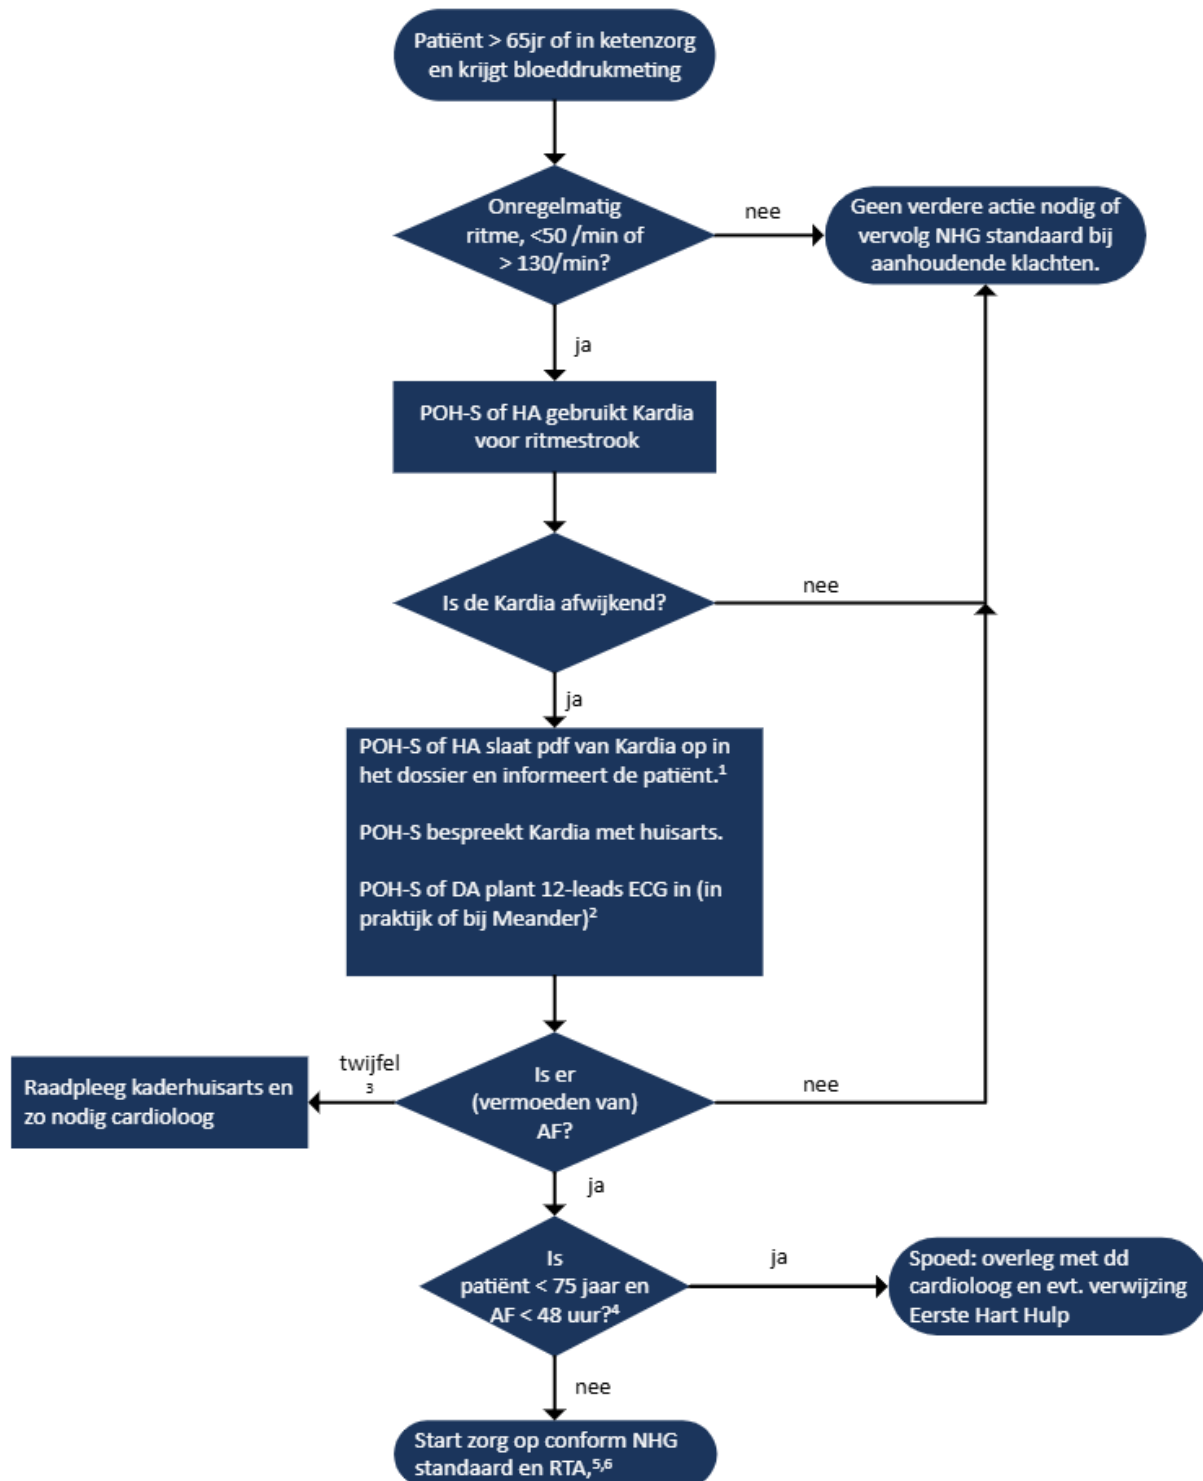 Patiënt > 65jr of in ketenzorg
en krijgt bloeddrukmeting
Onregelmatig
ritme, <50 /min of
> 130/min?
nee
Geen verdere actie nodig of
vervolg NHG standaard bij
aanhoudende klachten.
ja
POH-S of HA gebruikt Kardia
voor ritmestrook
Is de Kardia afwijkend?
nee
ja
POH-S of HA slaat pdf van Kardia op in
het dossier en informeert de patiënt.¹
POH-S bespreekt Kardia met huisarts.
POH-S of DA plant 12-leads ECG in (in
praktijk of bij Meander)²
twijfel
3
Raadpleeg kaderhuisarts en
zo nodig cardioloog
Is er
(vermoeden van)
AF?
nee
ja
Is
patiënt < 75 jaar en
AF < 48 uur?⁴
ja
Spoed: overleg met dd
cardioloog en evt. verwijzing
Eerste Hart Hulp
nee
Start zorg op conform NHG
standaard en RTA,⁵,⁶